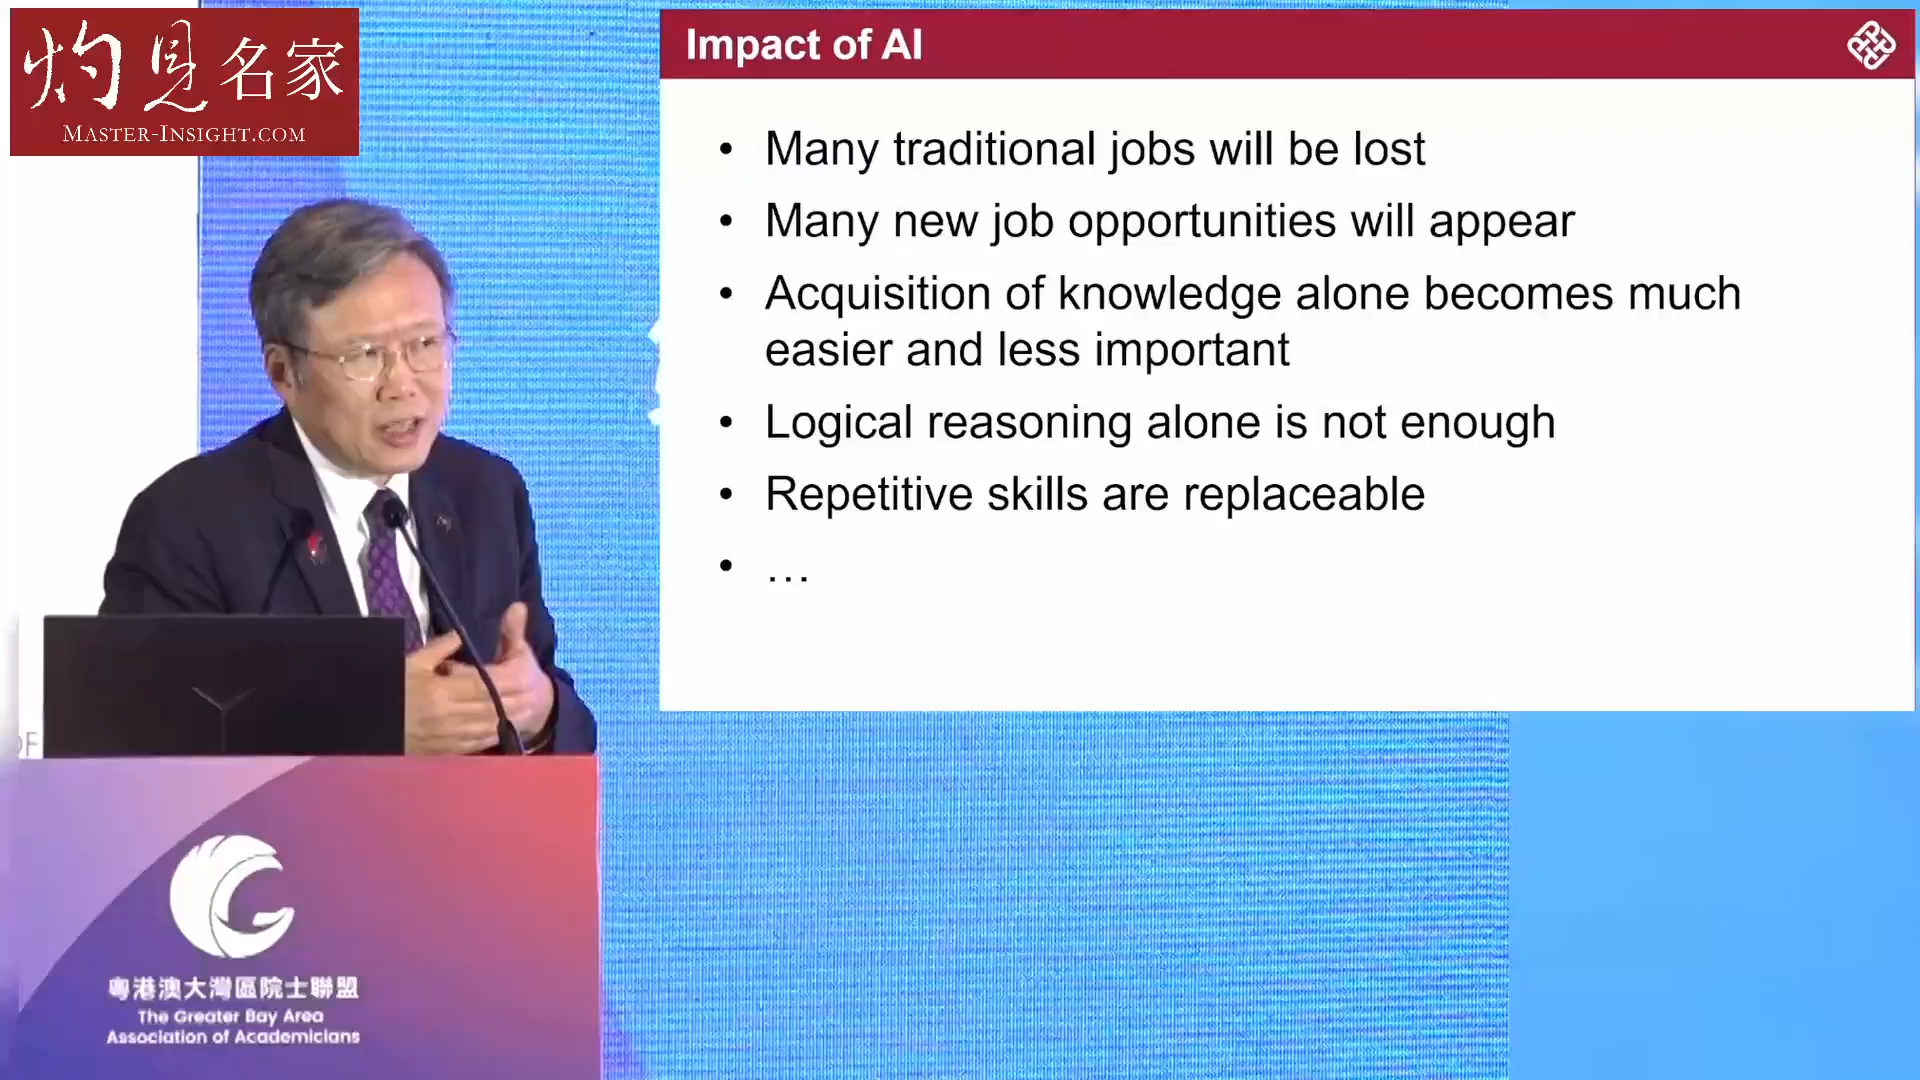 灼見名家
MASTER-INSIGHT.COM
Impact of AI
• Many traditional jobs will be lost
• Many new job opportunities will appear
• Acquisition of knowledge alone becomes much
easier and less important
• Logical reasoning alone is not enough
• Repetitive skills are replaceable
• …
粵港澳大灣區院士聯盟
The Greater Bay Area
Association of Academicians